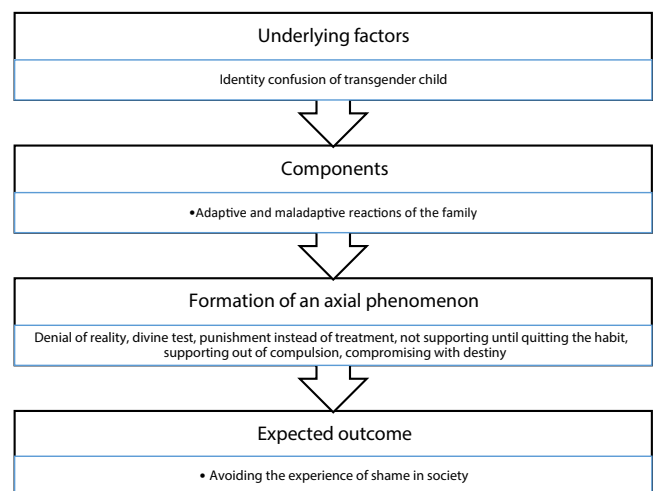 Underlying factors
Identity confusion of transgender child
Components
•Adaptive and maladaptive reactions of the family
Formation of an axial phenomenon
Denial of reality, divine test, punishment instead of treatment, not supporting until quitting the habit,
supporting out of compulsion, compromising with destiny
Expected outcome
• Avoiding the experience of shame in society